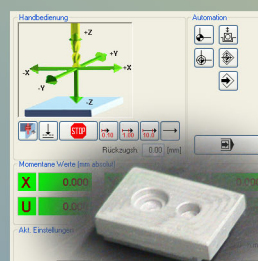 Handbedienung
Automation
+Z
+Y
-X
+X
-Y
-Z
STOP
0.10
1.00
10.0
Rückzugsh. 0.00 [mm]
Momentane Werte [mm absolut]
X 0.000
U 0.00
Akt. Einstellungen